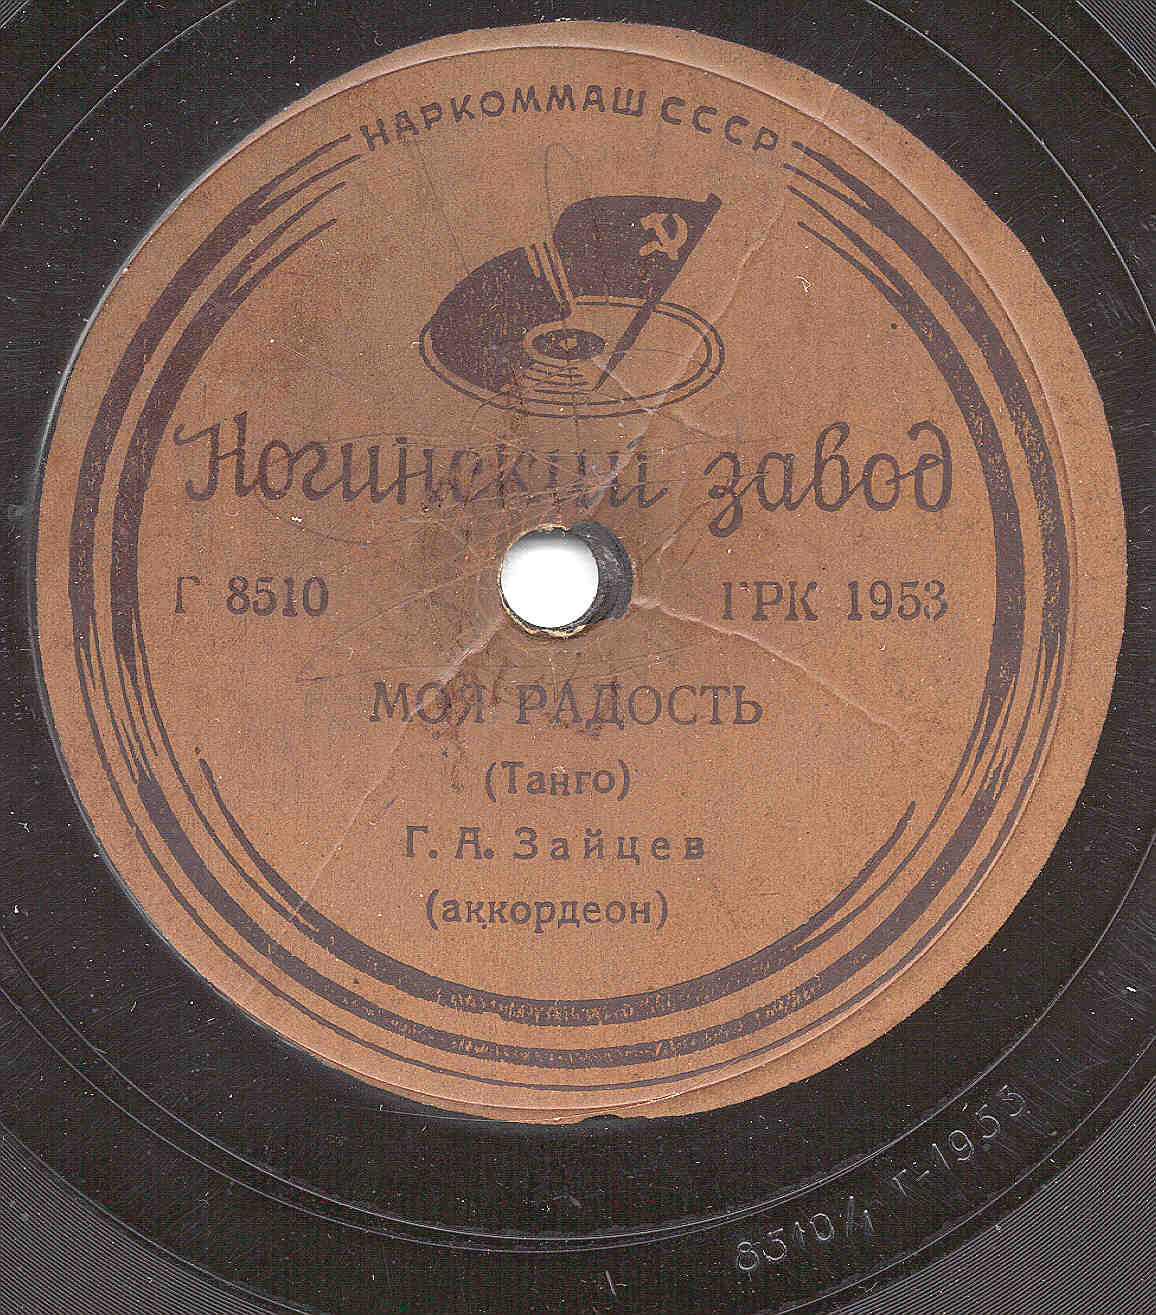 НАРКОММАШ СССР
Ногинский завод
Г 8510 ГРК 1953
МОЯ РАДОСТЬ
(Танго)
Г. А. Зайцев
(аккордеон)
8510/1 Г-1953